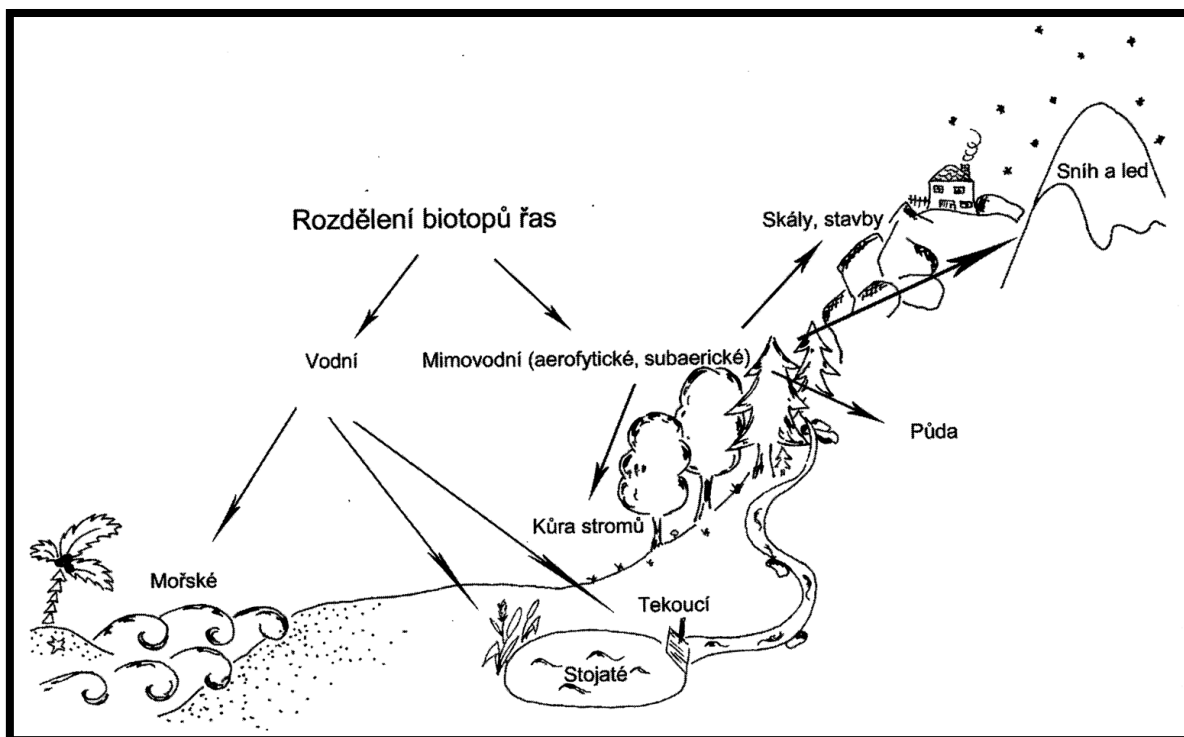 Sníh a led
Rozdělení biotopů řas
Skály, stavby
Vodní
Mimovodní (aerofytické, subaerické)
Půda
Kůra stromů
Mořské
Tekoucí
Stojaté